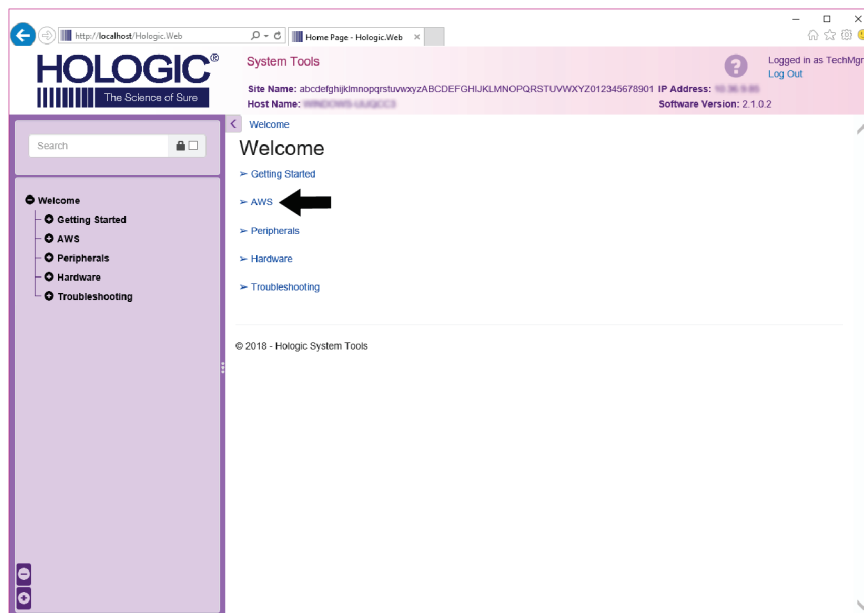 http://localhost/Hologic.Web
Home Page - Hologic.Web
HOLOGIC®
The Science of Sure
System Tools
Logged in as TechMgr
Log Out
Site Name: abcdefghijklmnopqrstuvwxyzABCDEFGHIJKLMNOPQRSTUVWXYZ012345678901 IP Address:
Host Name: Software Version: 2.1.0.2
Search
Welcome
Getting Started
AWS
Peripherals
Hardware
Troubleshooting
Welcome
Welcome
➢ Getting Started
➢ AWS
➢ Peripherals
➢ Hardware
➢ Troubleshooting
© 2018 - Hologic System Tools